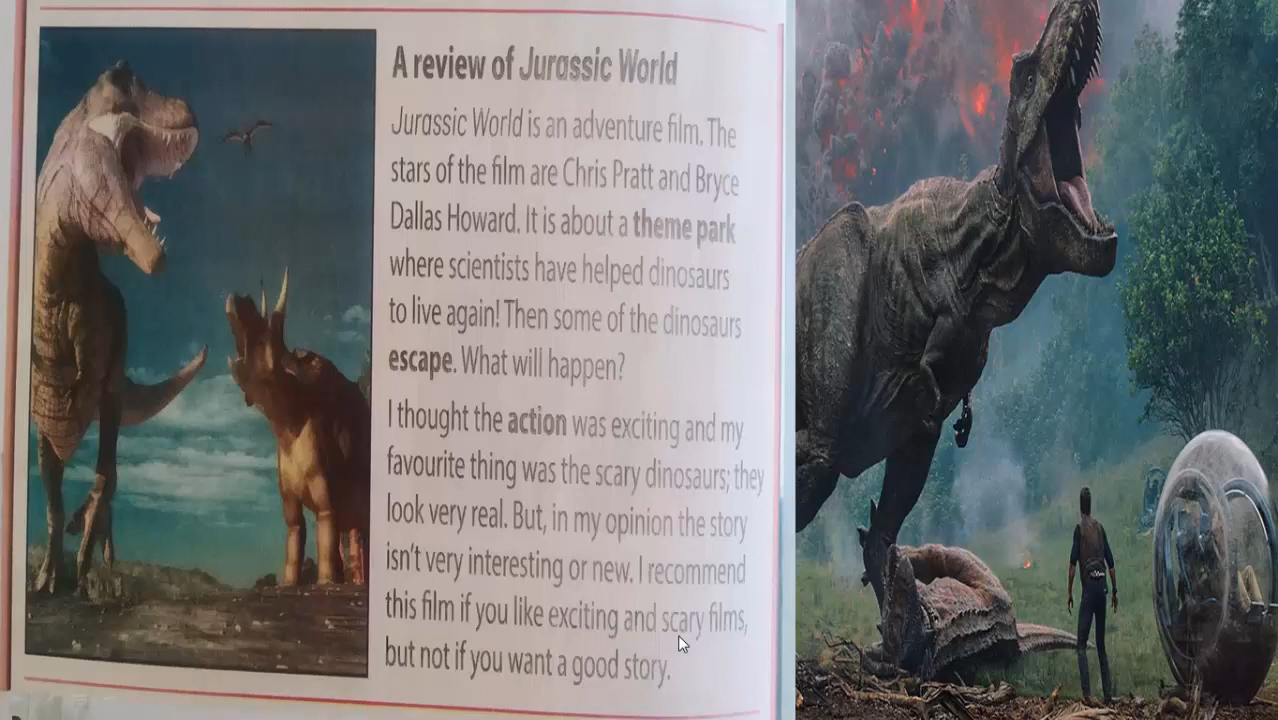 A review of Jurassic World
Jurassic World is an adventure film. The
stars of the film are Chris Pratt and Bryce
Dallas Howard. It is about a theme park
where scientists have helped dinosaurs
to live again! Then some of the dinosaurs
escape. What will happen?
I thought the action was exciting and my
favourite thing was the scary dinosaurs; they
look very real. But, in my opinion the story
isn't very interesting or new. I recommend
this film if you like exciting and scary films,
but not if you want a good story.